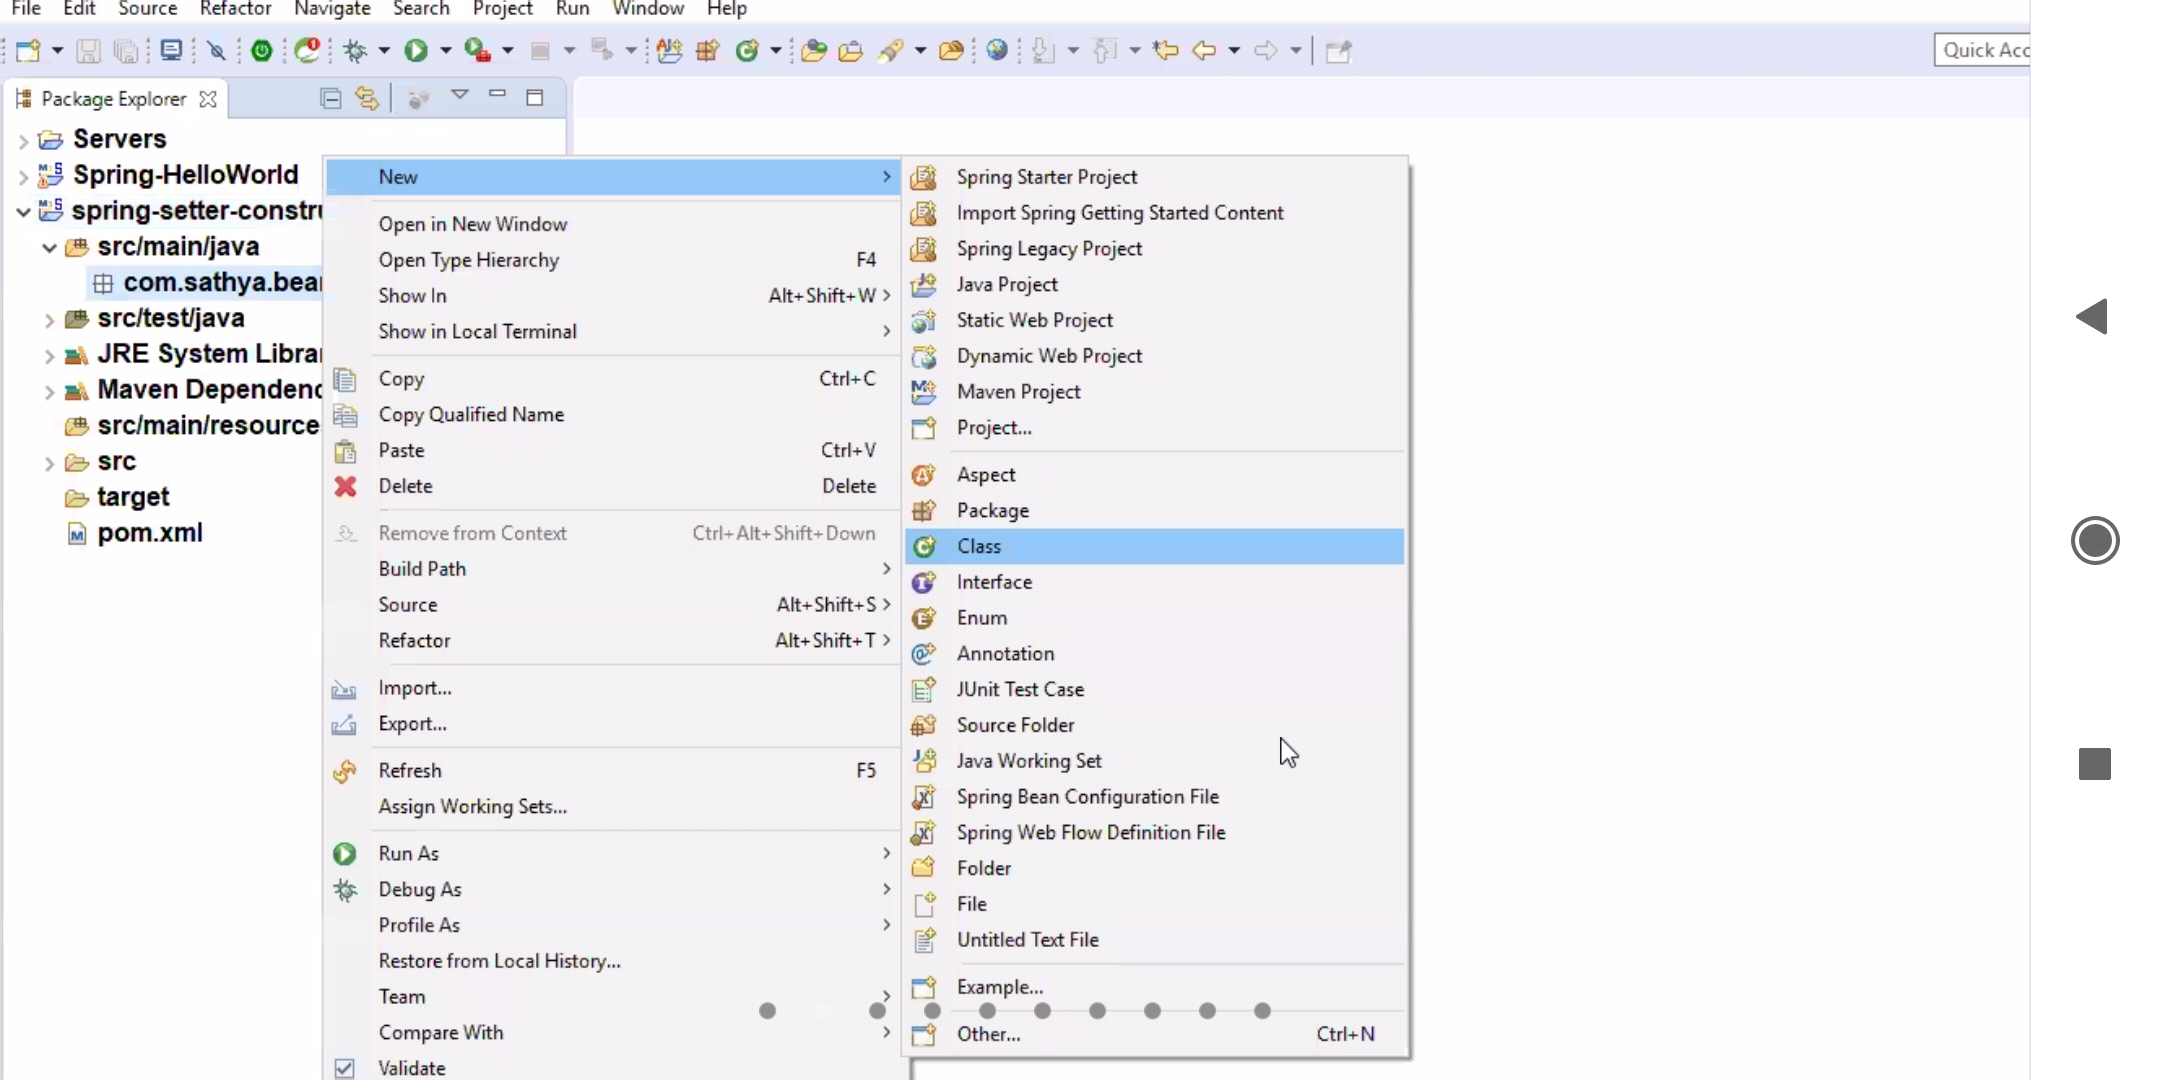 File Edit Source Refactor Navigate Search Project Run Window Help
Quick Acc
Package Explorer
Servers
Spring-HelloWorld
spring-setter-constru
src/main/java
com.sathya.bear
src/test/java
JRE System Librar
Maven Dependenc
src/main/resource
src
target
pom.xml
New
Open in New Window
Open Type Hierarchy F4
Show In Alt+Shift+W
Show in Local Terminal
Copy Ctrl+C
Copy Qualified Name
Paste Ctrl+V
Delete Delete
Remove from Context Ctrl+Alt+Shift+Down
Build Path
Source Alt+Shift+S
Refactor Alt+Shift+T
Import...
Export...
Refresh F5
Assign Working Sets...
Run As
Debug As
Profile As
Restore from Local History...
Team
Compare With
Validate
Spring Starter Project
Import Spring Getting Started Content
Spring Legacy Project
Java Project
Static Web Project
Dynamic Web Project
Maven Project
Project...
Aspect
Package
Class
Interface
Enum
Annotation
JUnit Test Case
Source Folder
Java Working Set
Spring Bean Configuration File
Spring Web Flow Definition File
Folder
File
Untitled Text File
Example...
Other... Ctrl+N